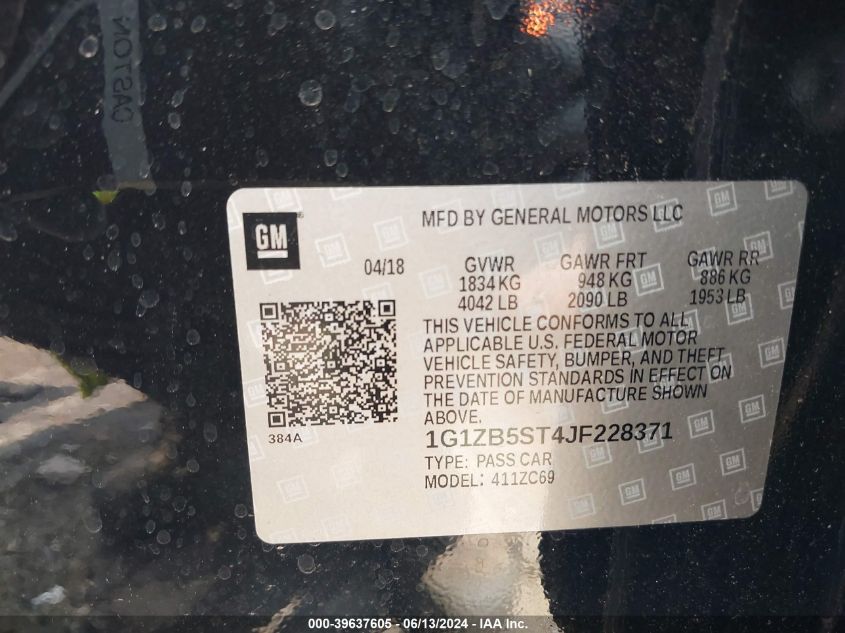 CAUTION
GM
MFD BY GENERAL MOTORS LLC
04/18
GVWR GAWR FRT GAWR RR
1834 KG 948 KG 886 KG
4042 LB 2090 LB 1953 LB
THIS VEHICLE CONFORMS TO ALL
APPLICABLE U.S. FEDERAL MOTOR
VEHICLE SAFETY, BUMPER, AND THEFT
PREVENTION STANDARDS IN EFFECT ON
THE DATE OF MANUFACTURE SHOWN
ABOVE.
384A
1G1ZB5ST4JF228371
TYPE: PASS CAR
MODEL: 411ZC69
000-39637605 - 06/13/2024 - IAA Inc.